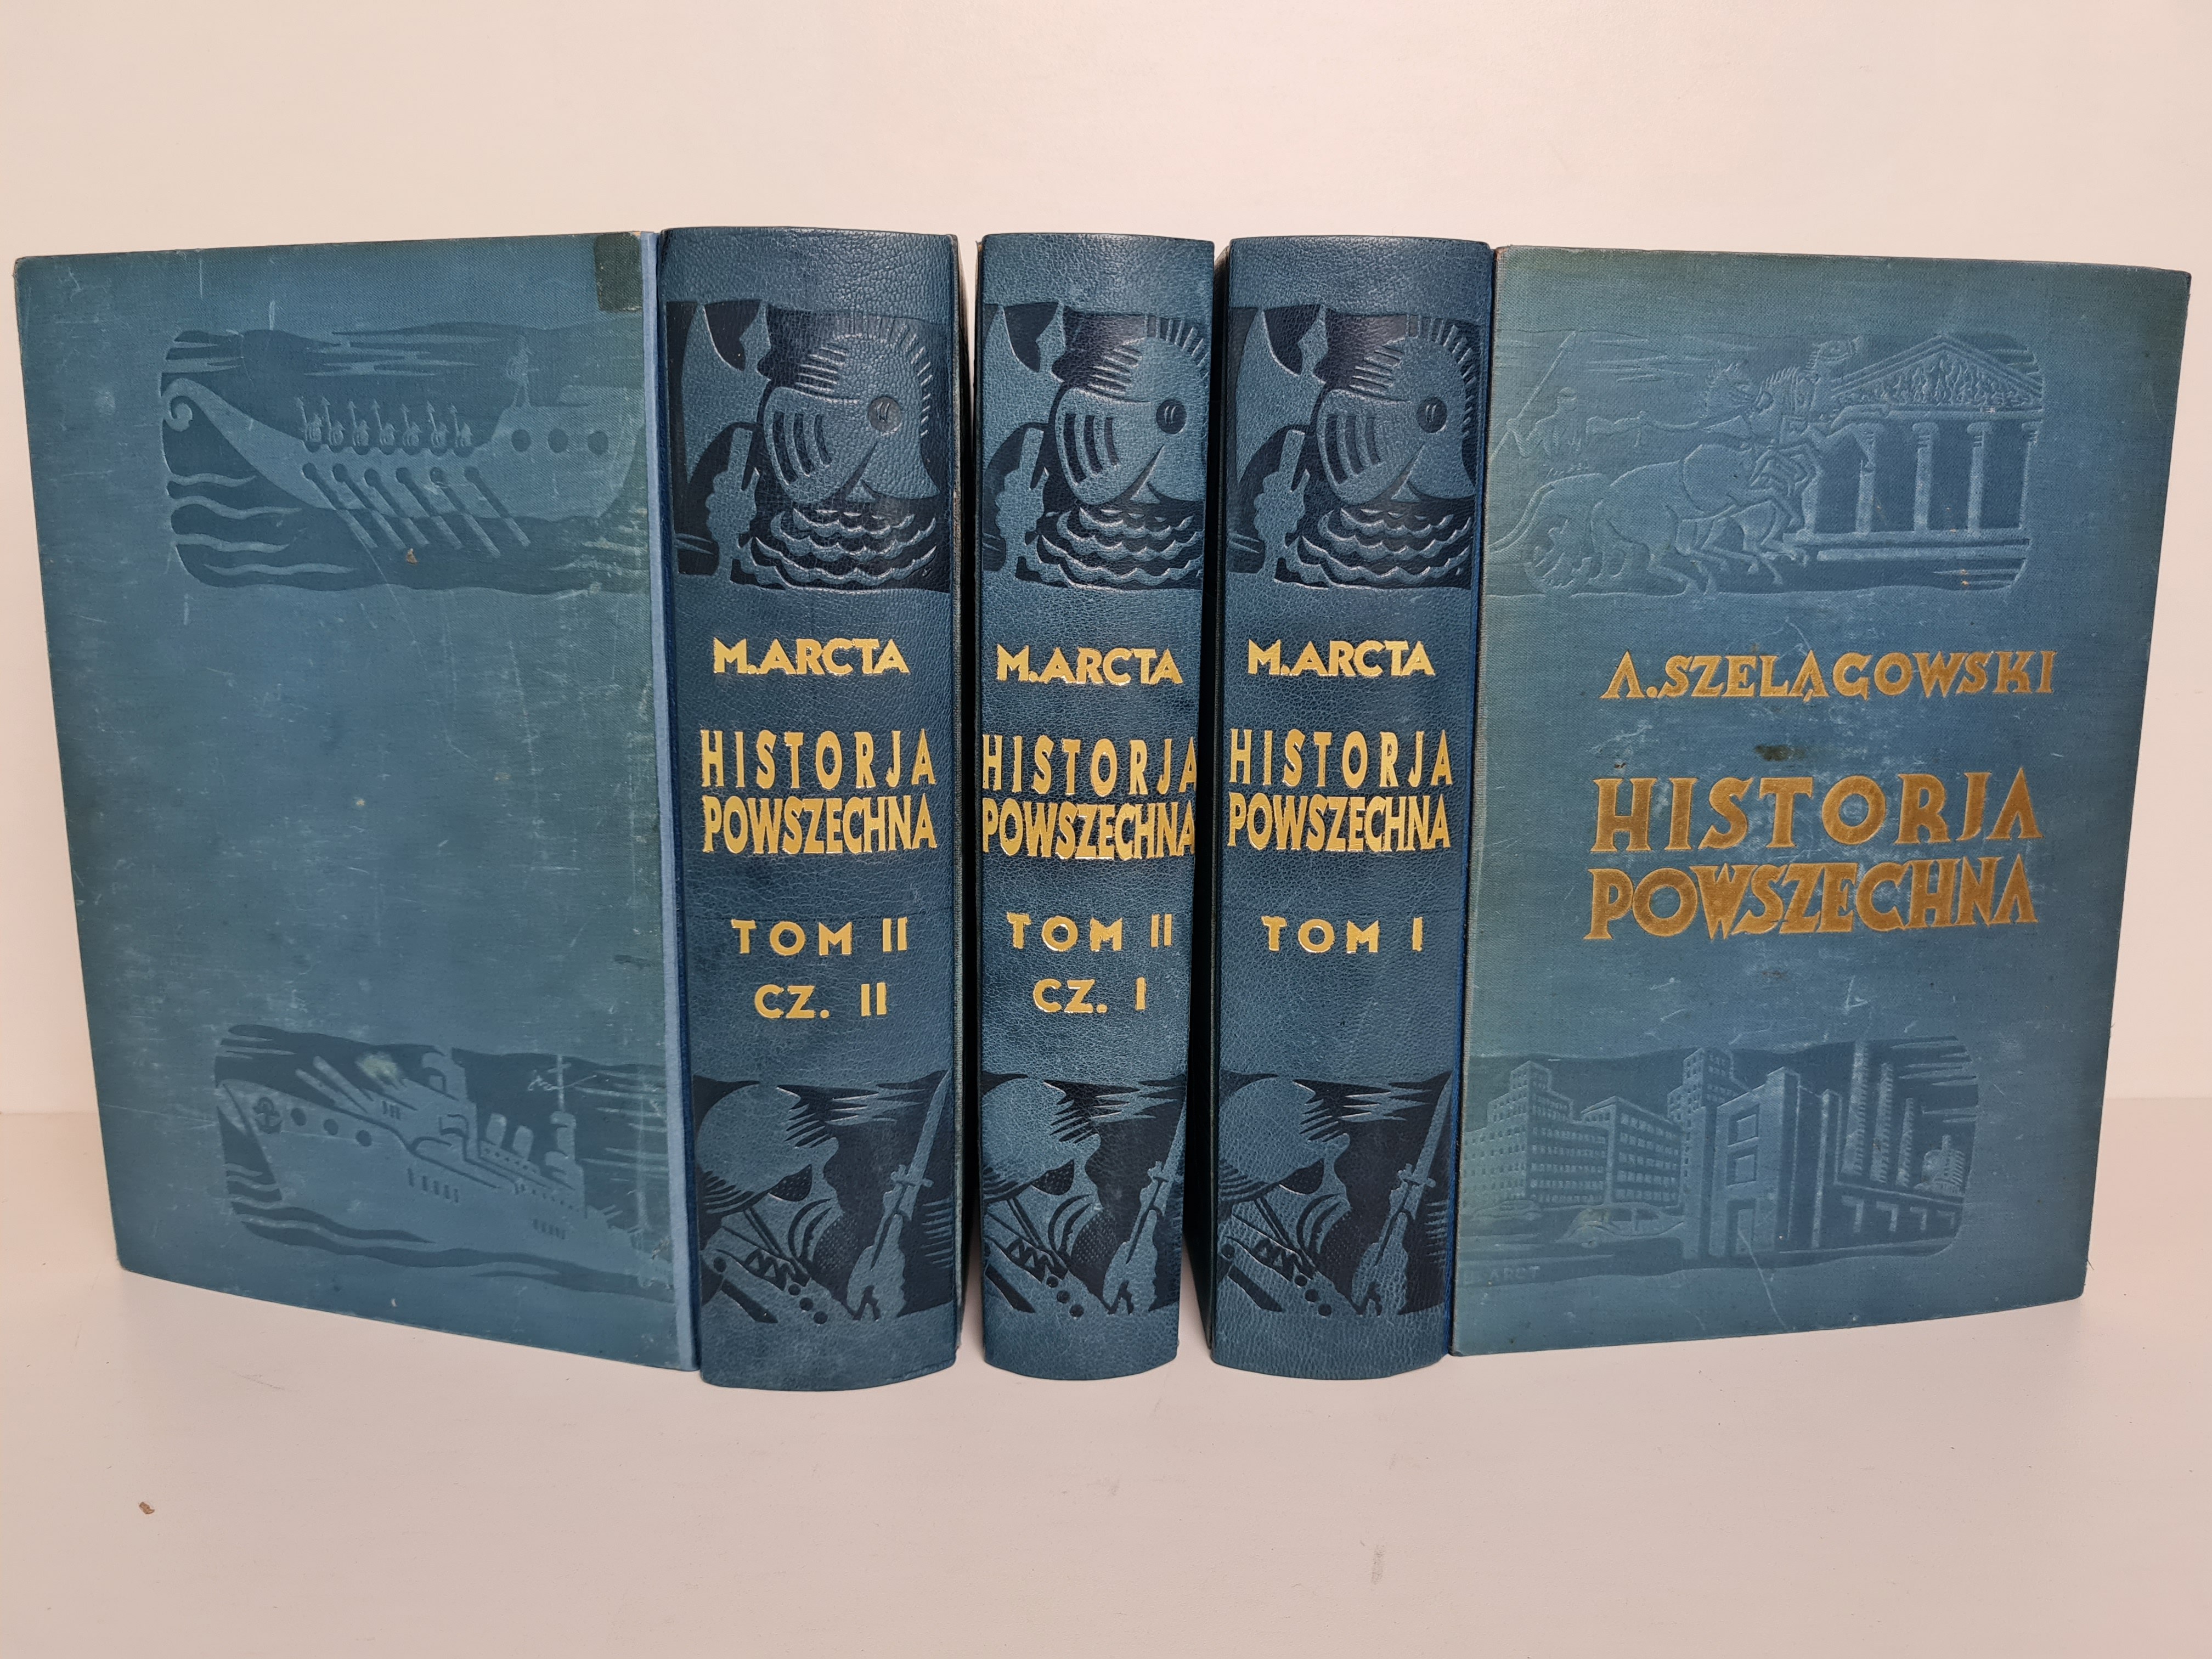 M.ARCTA
HISTORJA
POWSZECHNA
TOM II
CZ. II
M.ARCTA
HISTORJA
POWSZECHNA
TOM II
CZ. I
M.ARCTA
HISTORJA
POWSZECHNA
TOM I
A.SZELĄGOWSKI
HISTORJA
POWSZECHNA